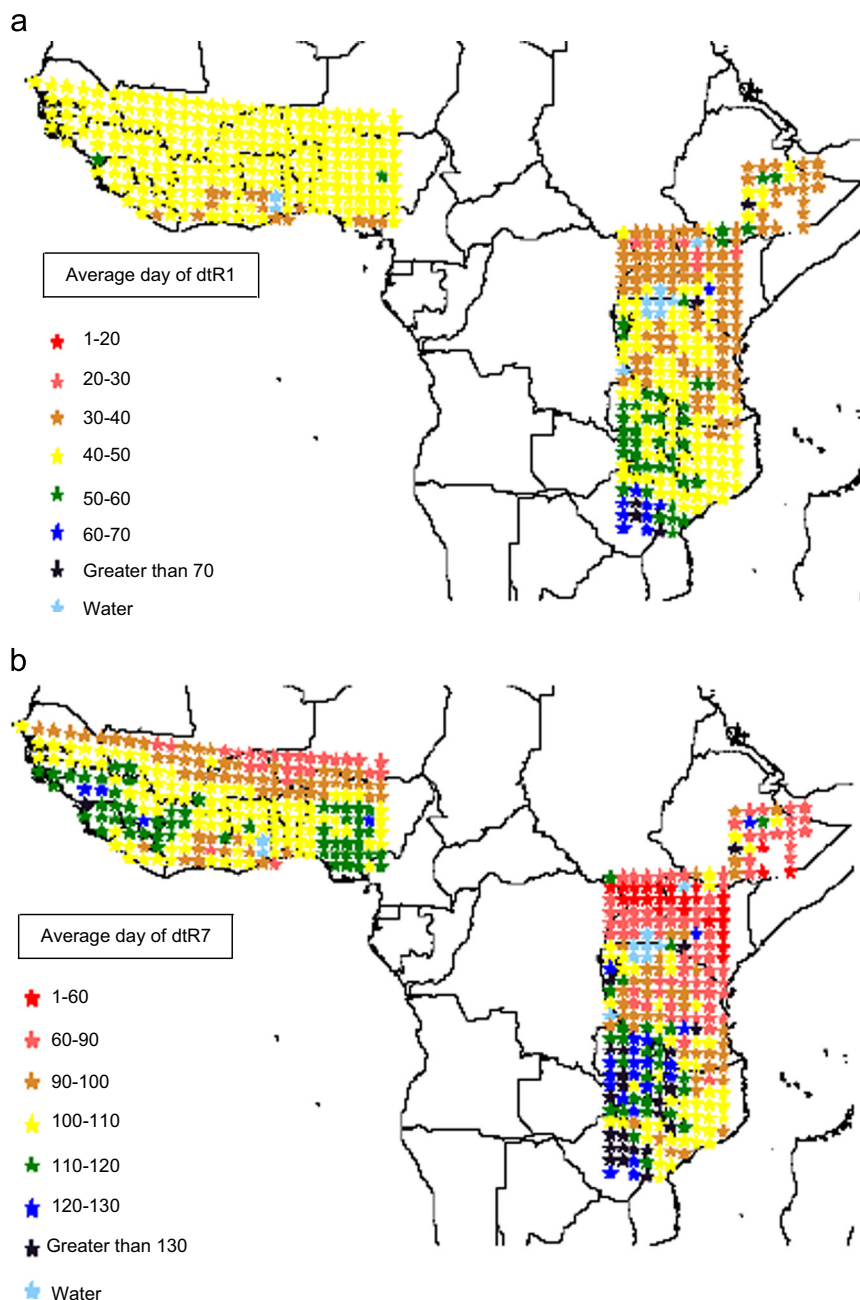 a
Average day of dtR1
1-20
20-30
30-40
40-50
50-60
60-70
Greater than 70
Water
b
Average day of dtR7
1-60
60-90
90-100
100-110
110-120
120-130
Greater than 130
Water